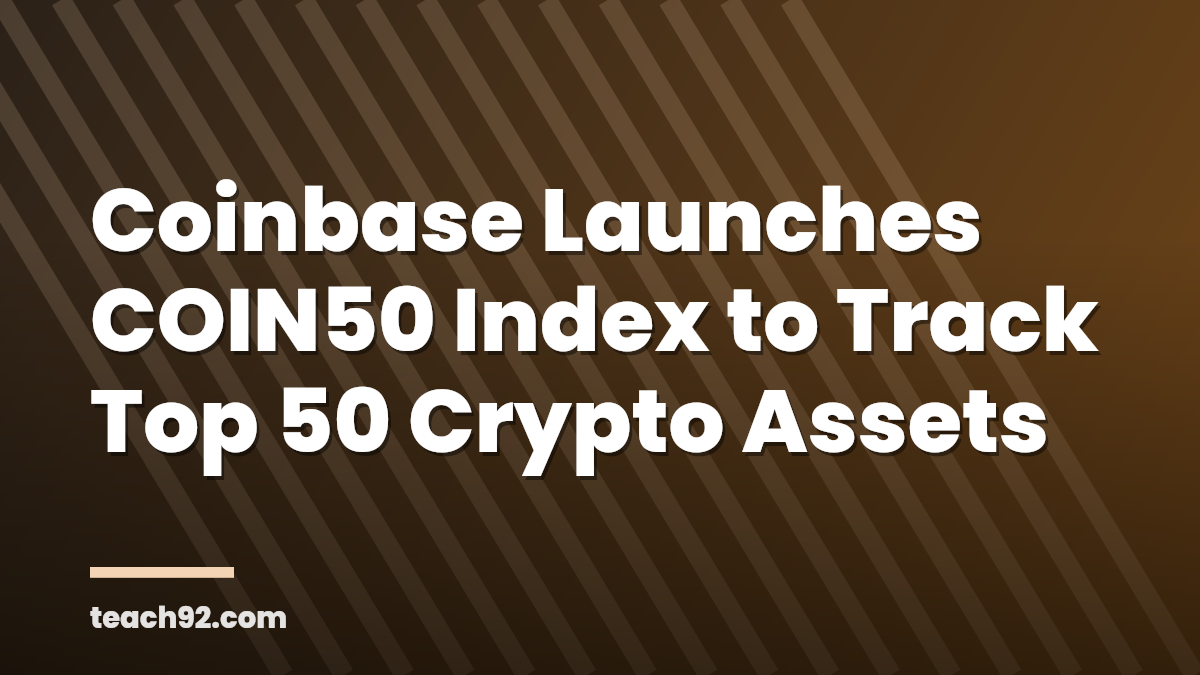 Coinbase Launches
COIN50 Index to Track
Top 50 Crypto Assets
teach92.com